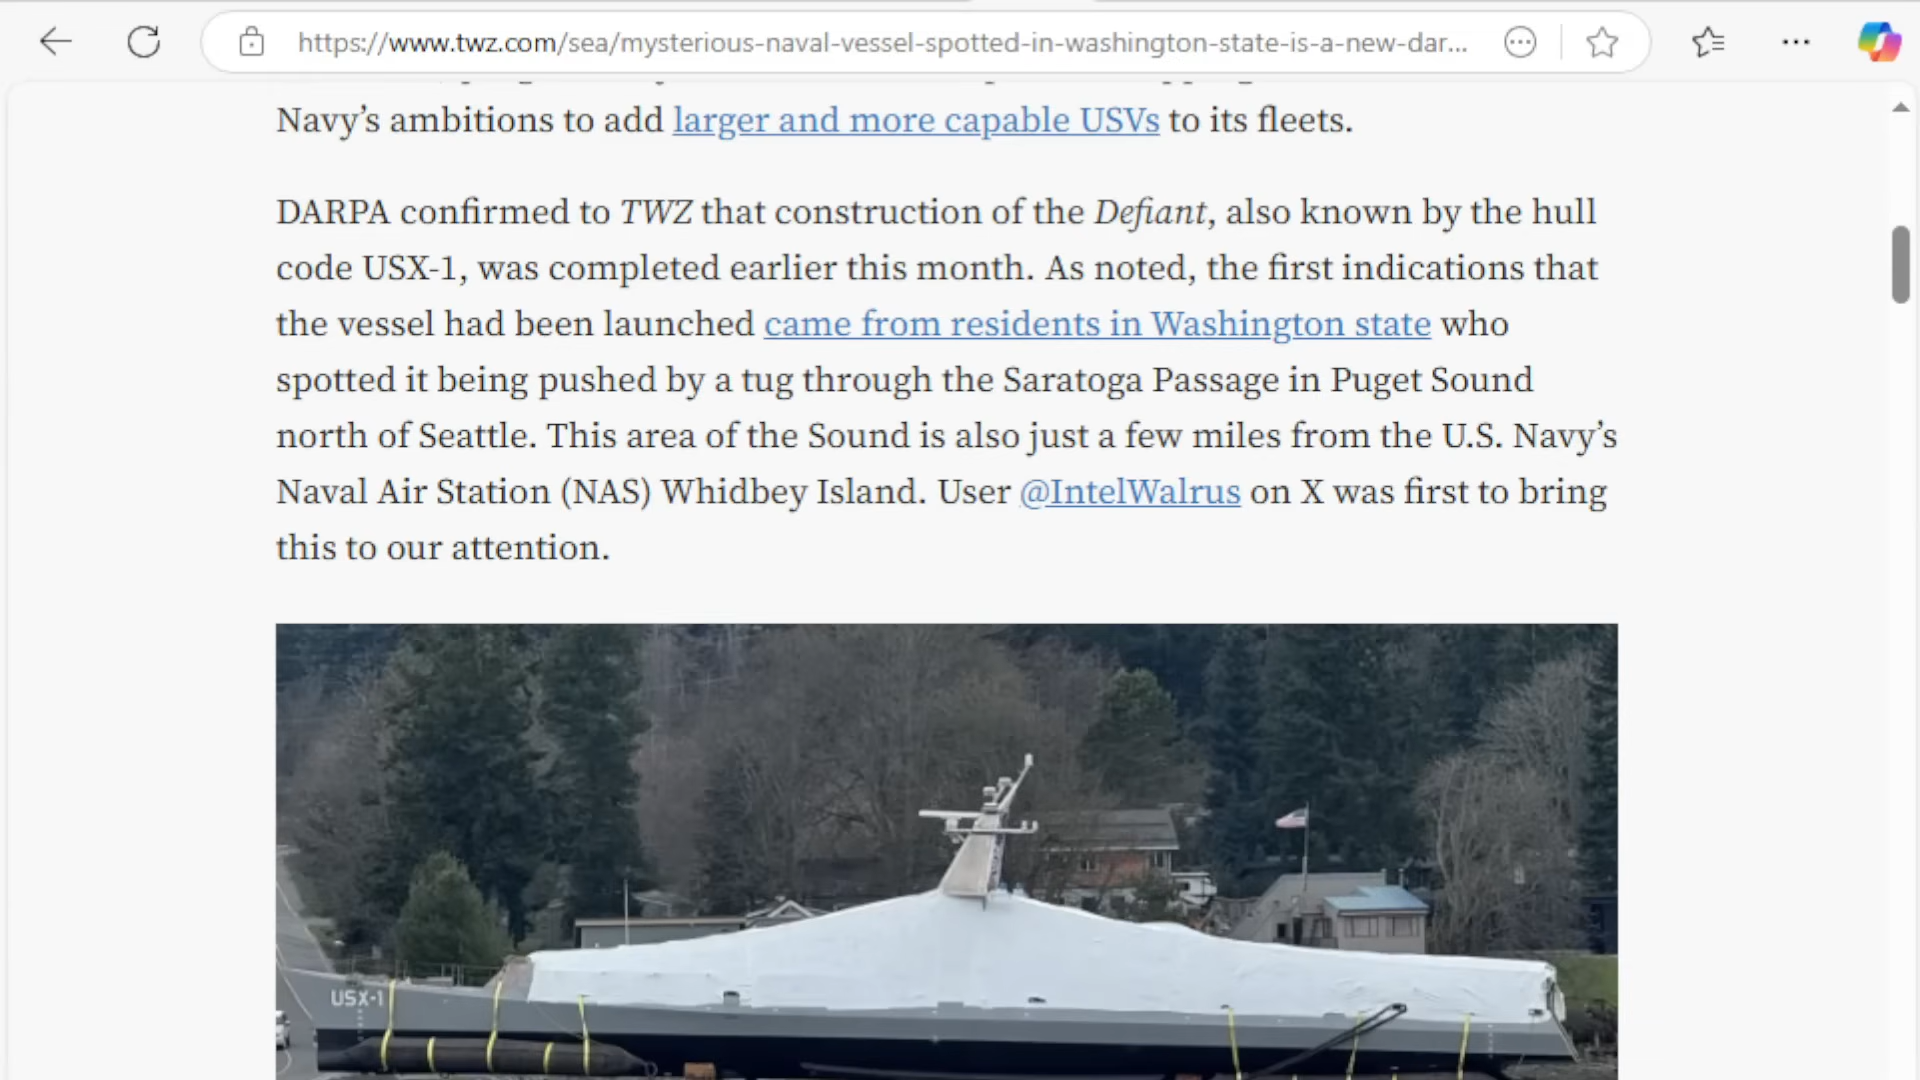 https://www.twz.com/sea/mysterious-naval-vessel-spotted-in-washington-state-is-a-new-dar...
Navy’s ambitions to add larger and more capable USVs to its fleets.
DARPA confirmed to TWZ that construction of the Defiant, also known by the hull
code USX-1, was completed earlier this month. As noted, the first indications that
the vessel had been launched came from residents in Washington state who
spotted it being pushed by a tug through the Saratoga Passage in Puget Sound
north of Seattle. This area of the Sound is also just a few miles from the U.S. Navy’s
Naval Air Station (NAS) Whidbey Island. User @IntelWalrus on X was first to bring
this to our attention.
USX-1